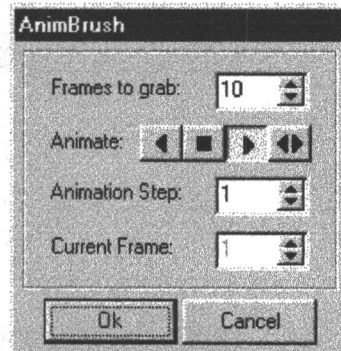 AnimBrush
Frames to grab: 10
Animate:
Animation Step: 1
Current Frame: 1
Ok Cancel